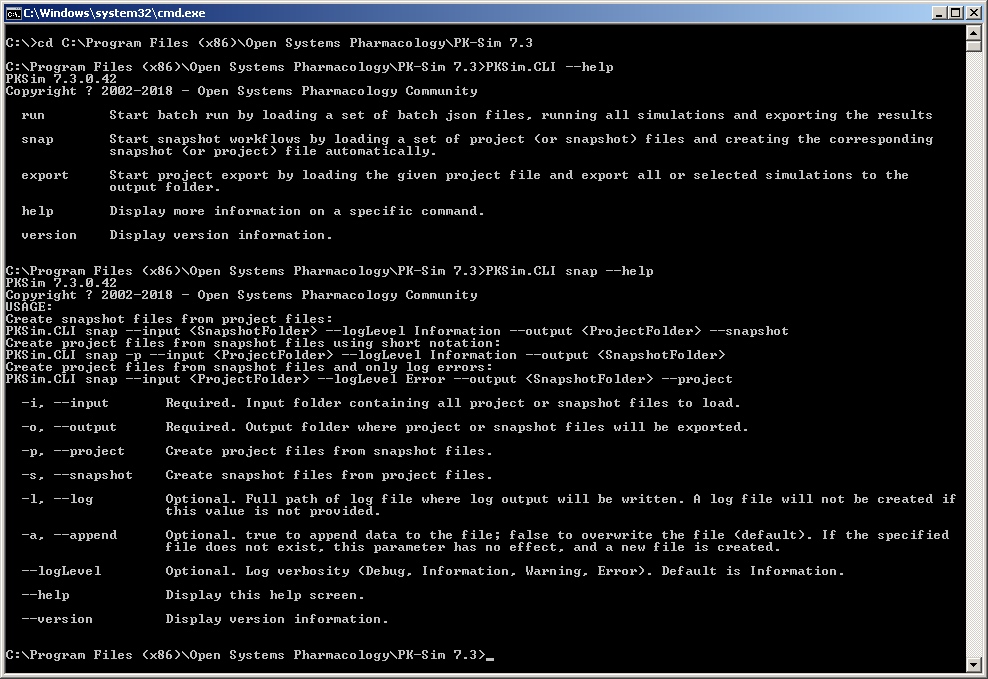 C:\Windows\system32\cmd.exe
C:\>cd C:\Program Files (x86)\Open Systems Pharmacology\PK-Sim 7.3
C:\Program Files (x86)\Open Systems Pharmacology\PK-Sim 7.3>PKSim.CLI --help
PKSim 7.3.0.42
Copyright ? 2002-2018 - Open Systems Pharmacology Community
run Start batch run by loading a set of batch json files, running all simulations and exporting the results
snap Start snapshot workflows by loading a set of project (or snapshot) files and creating the corresponding
snapshot (or project) file automatically.
export Start project export by loading the given project file and export all or selected simulations to the
output folder.
help Display more information on a specific command.
version Display version information.
C:\Program Files (x86)\Open Systems Pharmacology\PK-Sim 7.3>PKSim.CLI snap --help
PKSim 7.3.0.42
Copyright ? 2002-2018 - Open Systems Pharmacology Community
USAGE:
Create snapshot files from project files:
PKSim.CLI snap --input <SnapshotFolder> --logLevel Information --output <ProjectFolder> --snapshot
Create project files from snapshot files using short notation:
PKSim.CLI snap -p --input <ProjectFolder> --logLevel Information --output <SnapshotFolder>
Create project files from snapshot files and only log errors:
PKSim.CLI snap --input <ProjectFolder> --logLevel Error --output <SnapshotFolder> --project
-i, --input Required. Input folder containing all project or snapshot files to load.
-o, --output Required. Output folder where project or snapshot files will be exported.
-p, --project Create project files from snapshot files.
-s, --snapshot Create snapshot files from project files.
-l, --log Optional. Full path of log file where log output will be written. A log file will not be created if
this value is not provided.
-a, --append Optional. true to append data to the file; false to overwrite the file (default). If the specified
file does not exist, this parameter has no effect, and a new file is created.
--logLevel Optional. Log verbosity (Debug, Information, Warning, Error). Default is Information.
--help Display this help screen.
--version Display version information.
C:\Program Files (x86)\Open Systems Pharmacology\PK-Sim 7.3>_